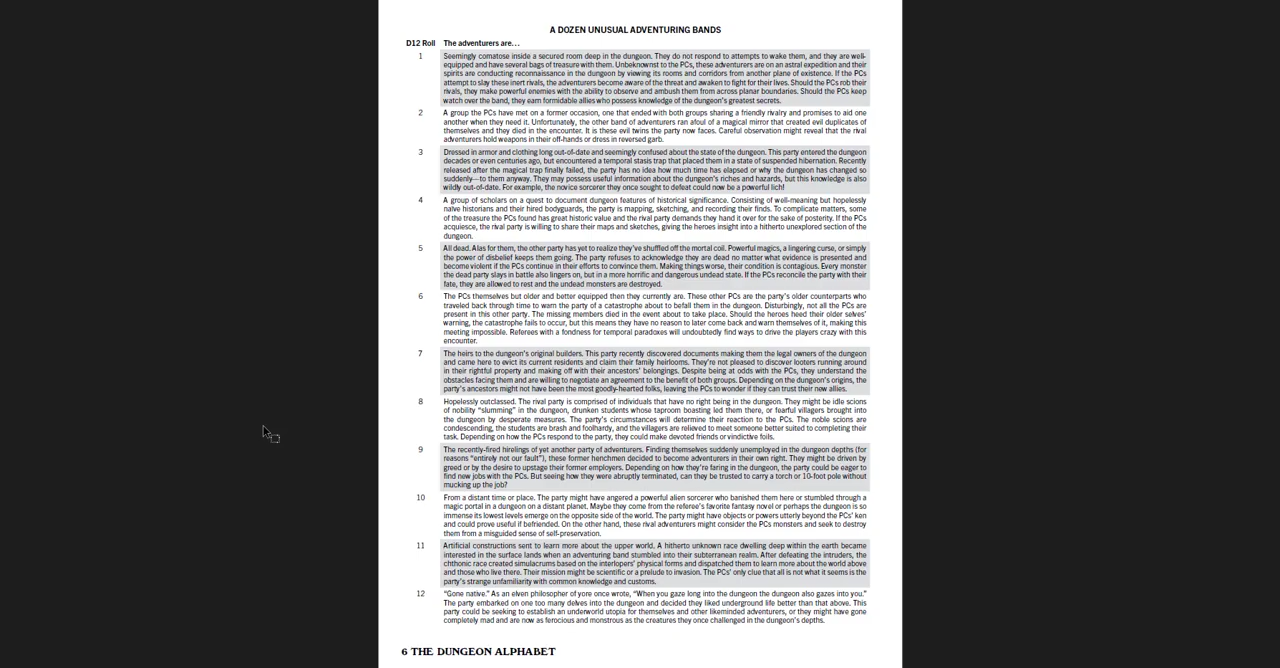 A DOZEN UNUSUAL ADVENTURING BANDS
D12 Roll The adventurers are…
1 Seemingly comatose inside a secured room deep in the dungeon. They do not respond to attempts to wake them, and they are well-
equipped and have several bags of treasure with them. Unbeknownst to the PCs, these adventurers are on an astral expedition and their
spirits are conducting reconnaissance in the dungeon by viewing its rooms and corridors from another plane of existence. If the PCs
attempt to slay these inert rivals, the adventurers become aware of the threat and awaken to fight for their lives. Should the PCs rob their
rivals, they make powerful enemies with the ability to observe and ambush them from across planar boundaries. Should the PCs keep
watch over the band, they earn formidable allies who possess knowledge of the dungeon's greatest secrets.
2 A group the PCs have met on a former occasion, one that ended with both groups sharing a friendly rivalry and promises to aid one
another when they need it. Unfortunately, the other band of adventurers ran afoul of a magical mirror that created evil duplicates of
themselves and they died in the encounter. It is these evil twins the party now faces. Careful observation might reveal that the rival
adventurers hold weapons in their off-hands or dress in reversed garb.
3 Dressed in armor and clothing long out-of-date and seemingly confused about the state of the dungeon. This party entered the dungeon
decades or even centuries ago, but encountered a temporal stasis trap that placed them in a state of suspended hibernation. Recently
released after the magical trap finally failed, the party has no idea how much time has elapsed or why the dungeon has changed so
suddenly—to them anyway. They may possess useful information about the dungeon's riches and hazards, but this knowledge is also
wildly out-of-date. For example, the novice sorcerer they once sought to defeat could now be a powerful lich!
4 A group of scholars on a quest to document dungeon features of historical significance. Consisting of well-meaning but hopelessly
naïve historians and their hired bodyguards, the party is mapping, sketching, and recording their finds. To complicate matters, some
of the treasure the PCs found has great historic value and the rival party demands they hand it over for the sake of posterity. If the PCs
acquiesce, the rival party is willing to share their maps and sketches, giving the heroes insight into a hitherto unexplored section of the
dungeon.
5 All dead. Alas for them, the other party has yet to realize they've shuffled off the mortal coil. Powerful magics, a lingering curse, or simply
the power of disbelief keeps them going. The party refuses to acknowledge they are dead no matter what evidence is presented and
become violent if the PCs continue in their efforts to convince them. Making things worse, their condition is contagious. Every monster
the dead party slays in battle also lingers on, but in a more horrific and dangerous undead state. If the PCs reconcile the party with their
fate, they are allowed to rest and the undead monsters are destroyed.
6 The PCs themselves but older and better equipped then they currently are. These other PCs are the party's older counterparts who
traveled back through time to warn the party of a catastrophe about to befall them in the dungeon. Disturbingly, not all the PCs are
present in this other party. The missing members died in the event about to take place. Should the heroes heed their older selves'
warning, the catastrophe fails to occur, but this means they have no reason to later come back and warn themselves of it, making this
meeting impossible. Referees with a fondness for temporal paradoxes will undoubtedly find ways to drive the players crazy with this
encounter.
7 The heirs to the dungeon's original builders. This party recently discovered documents making them the legal owners of the dungeon
and came here to evict its current residents and claim their family heirlooms. They're not pleased to discover looters running around
in their rightful property and making off with their ancestors' belongings. Despite being at odds with the PCs, they understand the
obstacles facing them and are willing to negotiate an agreement to the benefit of both groups. Depending on the dungeon's origins, the
party's ancestors might not have been the most goodly-hearted folks, leaving the PCs to wonder if they can trust their new allies.
8 Hopelessly outclassed. The rival party is comprised of individuals that have no right being in the dungeon. They might be idle scions
of nobility "slumming" in the dungeon, drunken students whose taproom boasting led them there, or fearful villagers brought into
the dungeon by desperate measures. The party's circumstances will determine their reaction to the PCs. The noble scions are
condescending, the students are brash and foolhardy, and the villagers are relieved to meet someone better suited to completing their
task. Depending on how the PCs respond to the party, they could make devoted friends or vindictive foils.
9 The recently-fired hirelings of yet another party of adventurers. Finding themselves suddenly unemployed in the dungeon depths (for
reasons "entirely not our fault"), these former henchmen decided to become adventurers in their own right. They might be driven by
greed or by the desire to upstage their former employers. Depending on how they're faring in the dungeon, the party could be eager to
find new jobs with the PCs. But seeing how they were abruptly terminated, can they be trusted to carry a torch or 10-foot pole without
mucking up the job?
10 From a distant time or place. The party might have angered a powerful alien sorcerer who banished them here or stumbled through a
magic portal in a dungeon on a distant planet. Maybe they come from the referee's favorite fantasy novel or perhaps the dungeon is so
immense its lowest levels emerge on the opposite side of the world. The party might have objects or powers utterly beyond the PCs' ken
and could prove useful if befriended. On the other hand, these rival adventurers might consider the PCs monsters and seek to destroy
them from a misguided sense of self-preservation.
11 Artificial constructions sent to learn more about the upper world. A hitherto unknown race dwelling deep within the earth became
interested in the surface lands when an adventuring band stumbled into their subterranean realm. After defeating the intruders, the
chthonic race created simulacrums based on the interlopers' physical forms and dispatched them to learn more about the world above
and those who live there. Their mission might be scientific or a prelude to invasion. The PCs' only clue that all is not what it seems is the
party's strange unfamiliarity with common knowledge and customs.
12 "Gone native." As an elven philosopher of yore once wrote, "When you gaze long into the dungeon the dungeon also gazes into you."
The party embarked on one too many delves into the dungeon and decided they liked underground life better than that above. This
party could be seeking to establish an underworld utopia for themselves and other likeminded adventurers, or they might have gone
completely mad and are now as ferocious and monstrous as the creatures they once challenged in the dungeon's depths.
6 THE DUNGEON ALPHABET